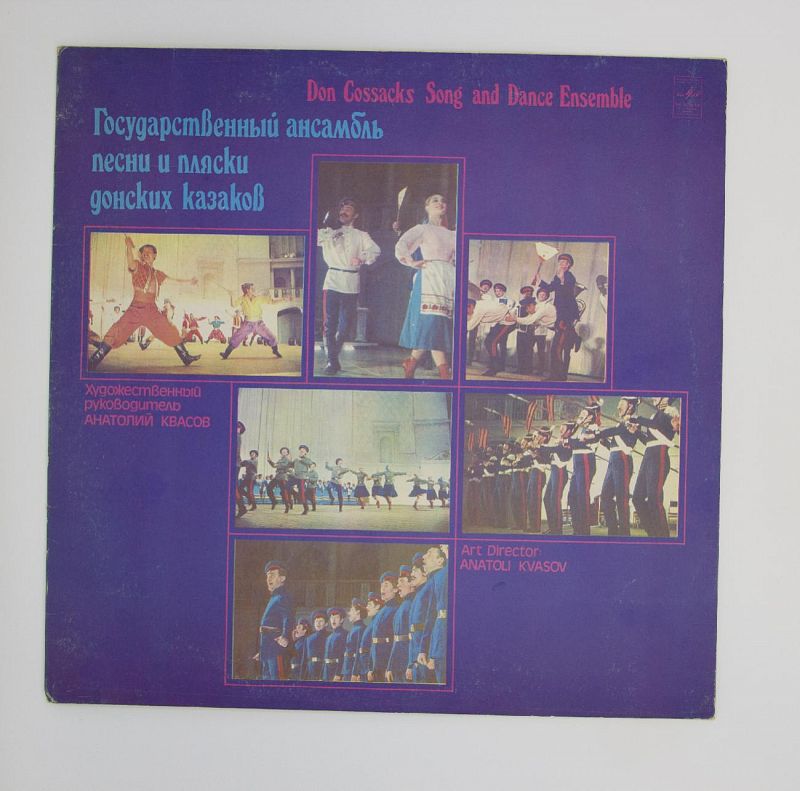 Don Cossacks Song and Dance Ensemble
Государственный ансамбль
песни и пляски
донских казаков
Художественный
руководитель
АНАТОЛИЙ КВАСОВ
Art Director:
ANATOLI KVASOV